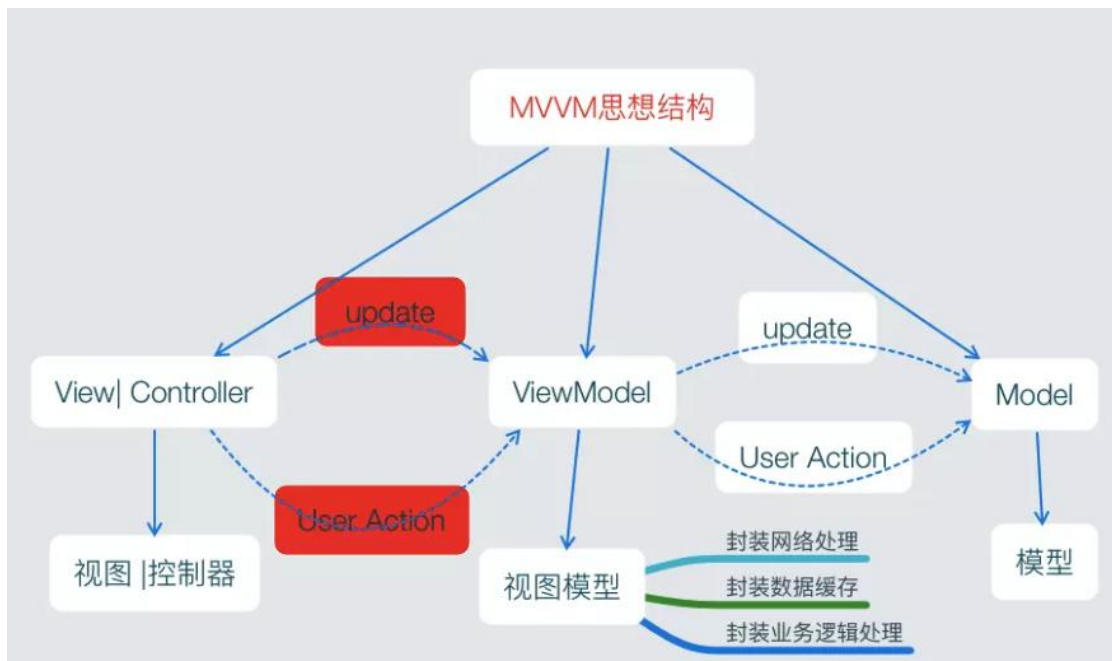 MVVM思想结构
update
update
View| Controller
ViewModel
Model
User Action
User Action
视图 |控制器
视图模型
模型
封装网络处理
封装数据缓存
封装业务逻辑处理